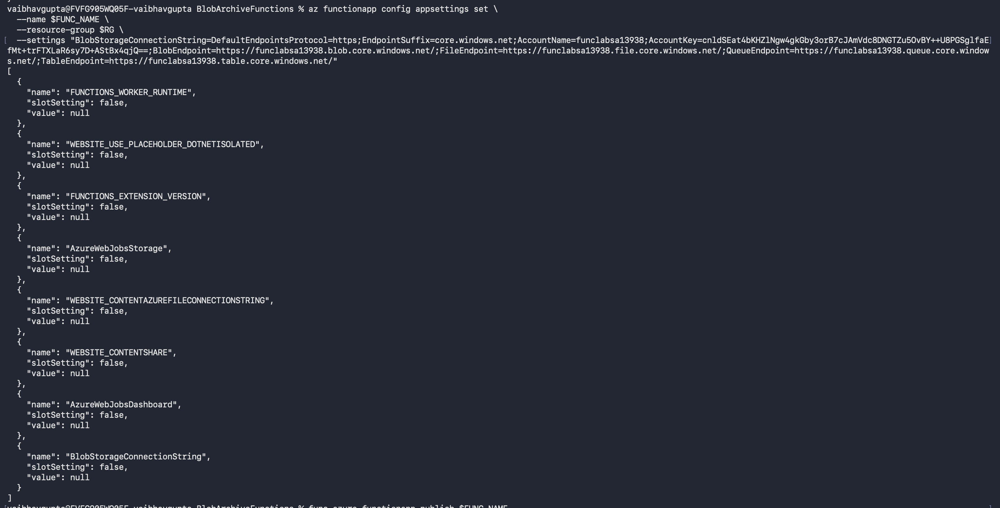 vaibhavgupta@FVFG905WQ05F-vaibhavgupta BlobArchiveFunctions % az functionapp config appsettings set \
--name $FUNC_NAME \
--resource-group $RG \
[ --settings "BlobStorageConnectionString=DefaultEndpointsProtocol=https;EndpointSuffix=core.windows.net;AccountName=funclabsa13938;AccountKey=cnldSEat4bKHZlNgw4gkGby3orB7cJAmVdc8DNGTZu5OvBY++U8PGSglfaE]
fMt+trFTXLaR6sy7D+AStBx4qjQ==;BlobEndpoint=https://funclabsa13938.blob.core.windows.net/;FileEndpoint=https://funclabsa13938.file.core.windows.net/;QueueEndpoint=https://funclabsa13938.queue.core.window
s.net/;TableEndpoint=https://funclabsa13938.table.core.windows.net/"
[
{
"name": "FUNCTIONS_WORKER_RUNTIME",
"slotSetting": false,
"value": null
},
{
"name": "WEBSITE_USE_PLACEHOLDER_DOTNETISOLATED",
"slotSetting": false,
"value": null
},
{
"name": "FUNCTIONS_EXTENSION_VERSION",
"slotSetting": false,
"value": null
},
{
"name": "AzureWebJobsStorage",
"slotSetting": false,
"value": null
},
{
"name": "WEBSITE_CONTENTAZUREFILECONNECTIONSTRING",
"slotSetting": false,
"value": null
},
{
"name": "WEBSITE_CONTENTSHARE",
"slotSetting": false,
"value": null
},
{
"name": "AzureWebJobsDashboard",
"slotSetting": false,
"value": null
},
{
"name": "BlobStorageConnectionString",
"slotSetting": false,
"value": null
}
]
[vaibhavgupta@FVFG905WQ05F-vaibhavgupta BlobArchiveFunctions % func azure functionapp publish $FUNC_NAME ]